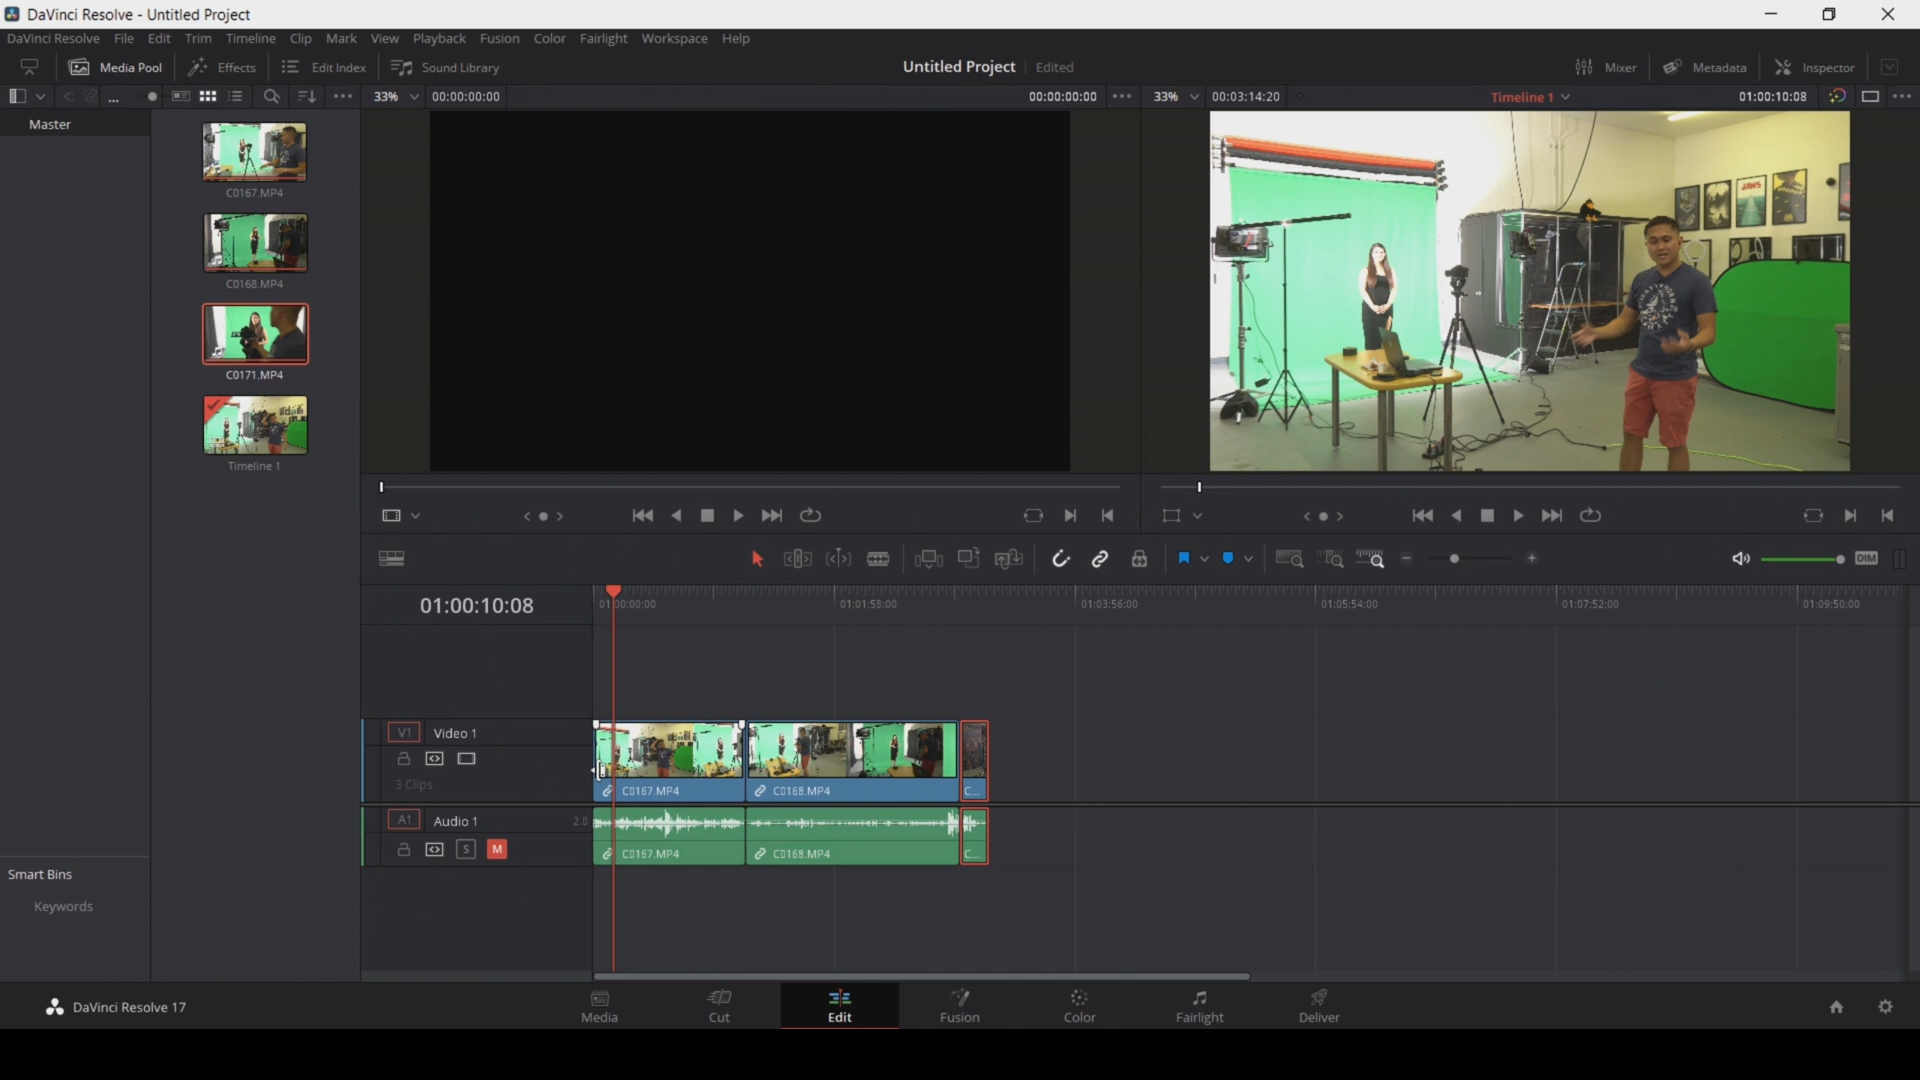 DaVinci Resolve - Untitled Project
DaVinci Resolve File Edit Trim Timeline Clip Mark View Playback Fusion Color Fairlight Workspace Help
Media Pool Effects Edit Index Sound Library Untitled Project Edited Mixer Metadata Inspector
... 33% 00:00:00:00 00:00:00:00 33% 00:03:14:20 Timeline 1 01:00:10:08
Master
C0167.MP4
C0168.MP4
C0171.MP4
Timeline 1
JAWS
DIM
01:00:10:08 01:00:00:00 01:01:58:00 01:03:56:00 01:05:54:00 01:07:52:00 01:09:50:00
V1 Video 1
3 Clips
C0167.MP4 C0168.MP4 C...
A1 Audio 1 2.0
S M
C0167.MP4 C0168.MP4 C...
Smart Bins
Keywords
DaVinci Resolve 17
Media Cut Edit Fusion Color Fairlight Deliver